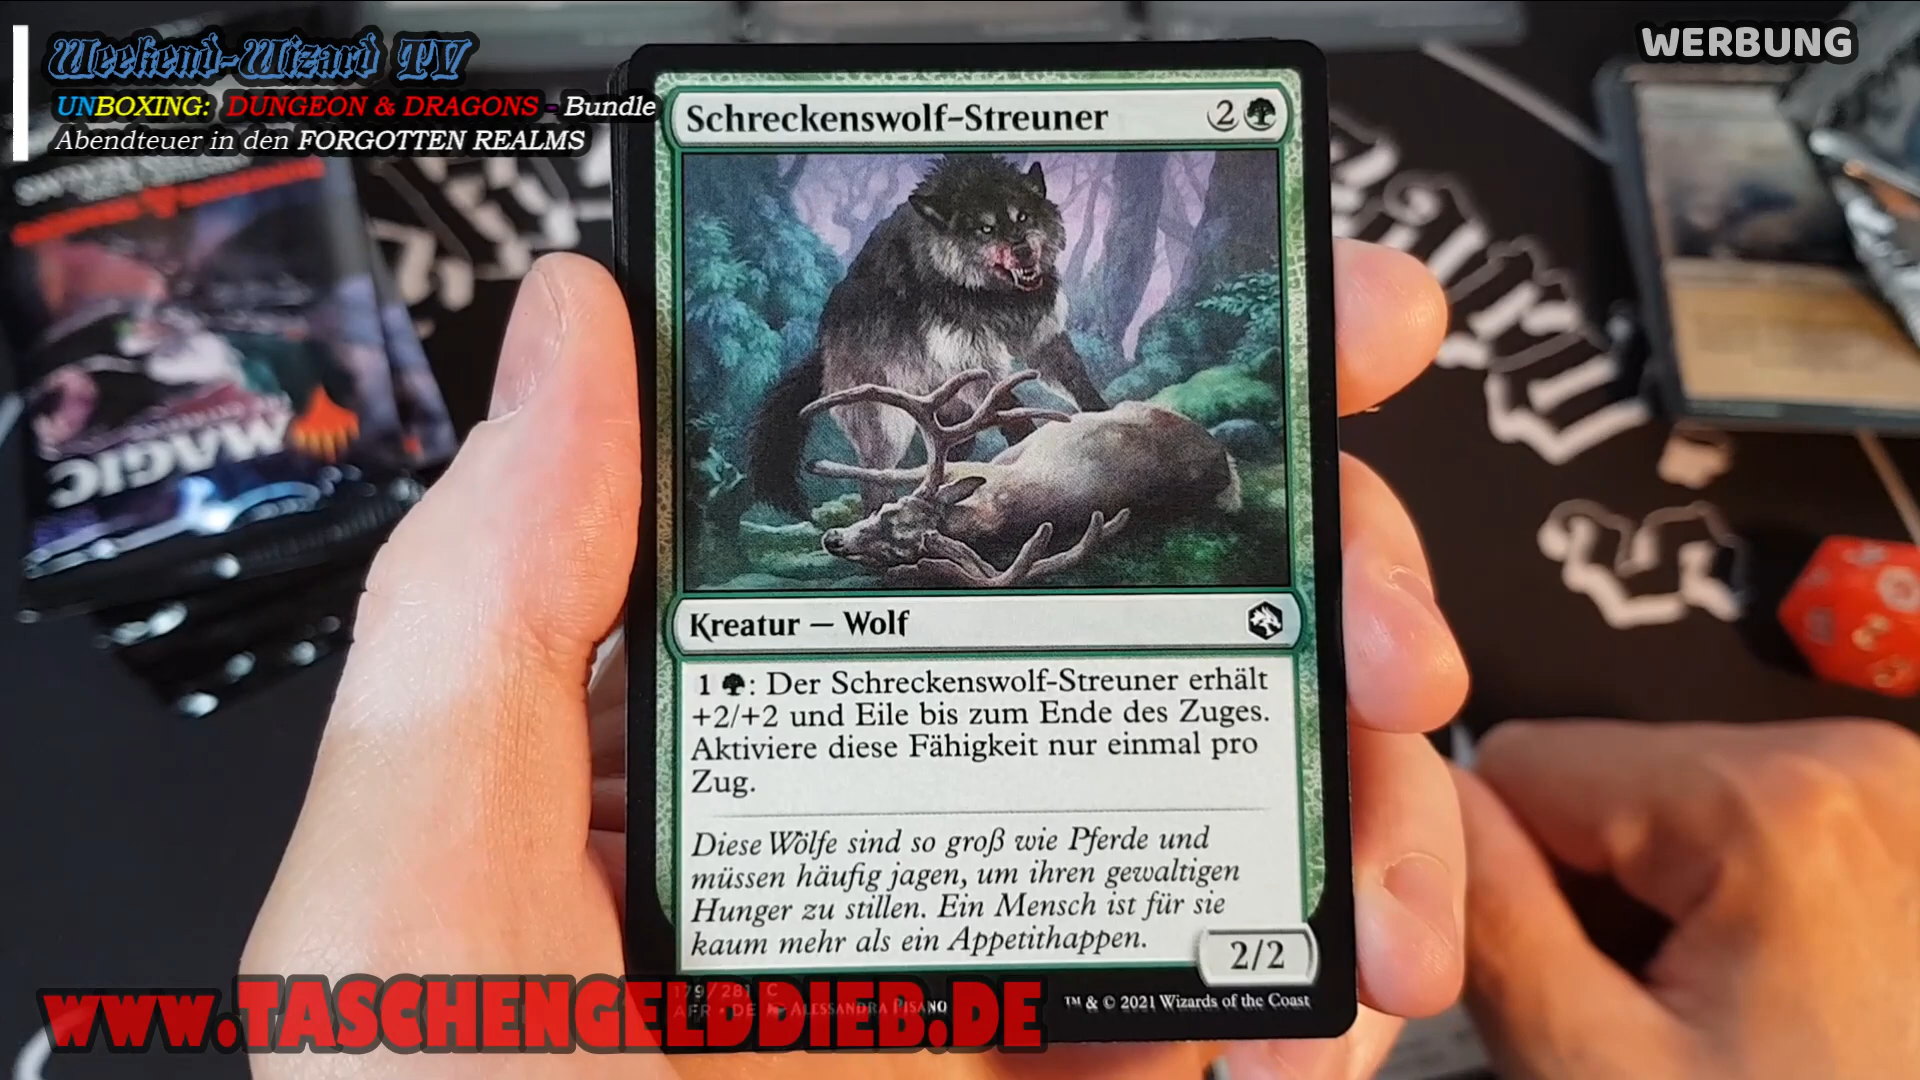 Weekend-Wizard TV
WERBUNG
UNBOXING: DUNGEON & DRAGONS - Bundle
Abendteuer in den FORGOTTEN REALMS
MAGIC
Schreckenswolf-Streuner 2
Kreatur — Wolf
1 : Der Schreckenswolf-Streuner erhält
+2/+2 und Eile bis zum Ende des Zuges.
Aktiviere diese Fähigkeit nur einmal pro
Zug.
Diese Wölfe sind so groß wie Pferde und
müssen häufig jagen, um ihren gewaltigen
Hunger zu stillen. Ein Mensch ist für sie
kaum mehr als ein Appetithappen.
2/2
179/281 C
AFR • DE Alessandra Pisano
™ & © 2021 Wizards of the Coast
www.TASCHENGELDDIEB.DE